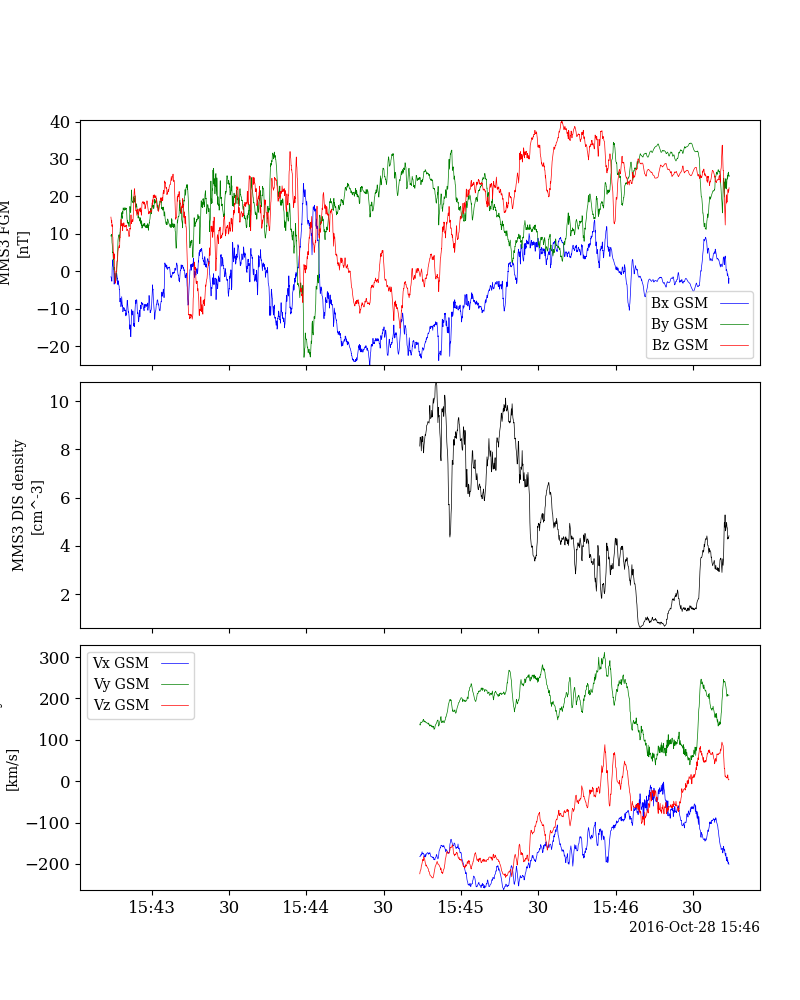 40
30
20
10
0
−10
−20
MMS3 FGM
[nT]
Bx GSM
By GSM
Bz GSM
10
8
6
4
2
MMS3 DIS density
[cm^-3]
300
200
100
0
−100
−200
[km/s]
Vx GSM
Vy GSM
Vz GSM
15:43 30 15:44 30 15:45 30 15:46 30
2016-Oct-28 15:46